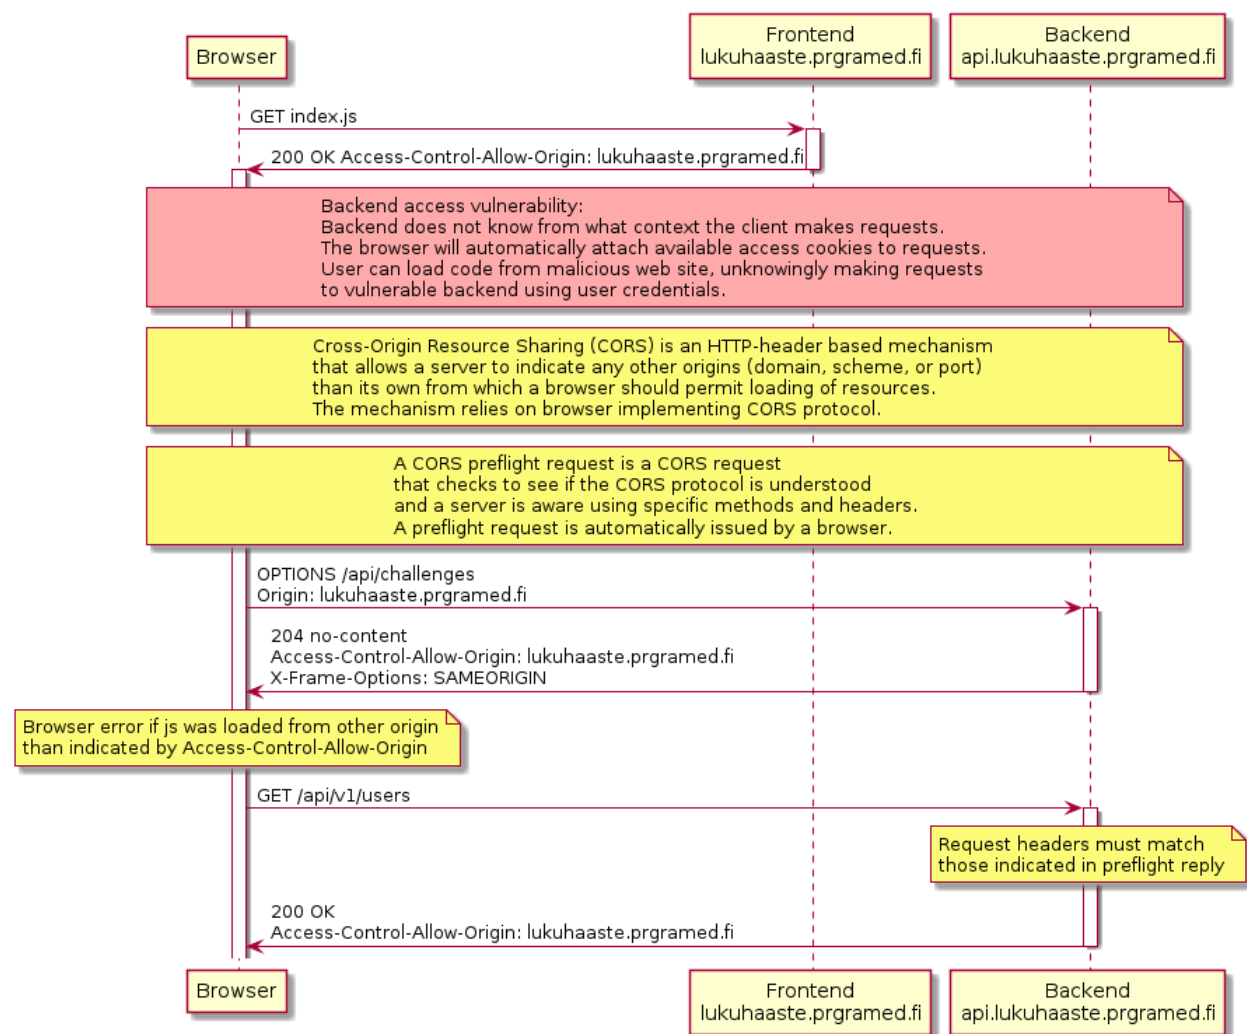 Frontend
lukuhaaste.prgramed.fi
Backend
api.lukuhaaste.prgramed.fi
Browser
GET index.js
200 OK Access-Control-Allow-Origin: lukuhaaste.prgramed.fi
Backend access vulnerability:
Backend does not know from what context the client makes requests.
The browser will automatically attach available access cookies to requests.
User can load code from malicious web site, unknowingly making requests
to vulnerable backend using user credentials.
Cross-Origin Resource Sharing (CORS) is an HTTP-header based mechanism
that allows a server to indicate any other origins (domain, scheme, or port)
than its own from which a browser should permit loading of resources.
The mechanism relies on browser implementing CORS protocol.
A CORS preflight request is a CORS request
that checks to see if the CORS protocol is understood
and a server is aware using specific methods and headers.
A preflight request is automatically issued by a browser.
OPTIONS /api/challenges
Origin: lukuhaaste.prgramed.fi
204 no-content
Access-Control-Allow-Origin: lukuhaaste.prgramed.fi
X-Frame-Options: SAMEORIGIN
Browser error if js was loaded from other origin
than indicated by Access-Control-Allow-Origin
GET /api/v1/users
Request headers must match
those indicated in preflight reply
200 OK
Access-Control-Allow-Origin: lukuhaaste.prgramed.fi
Browser
Frontend
lukuhaaste.prgramed.fi
Backend
api.lukuhaaste.prgramed.fi